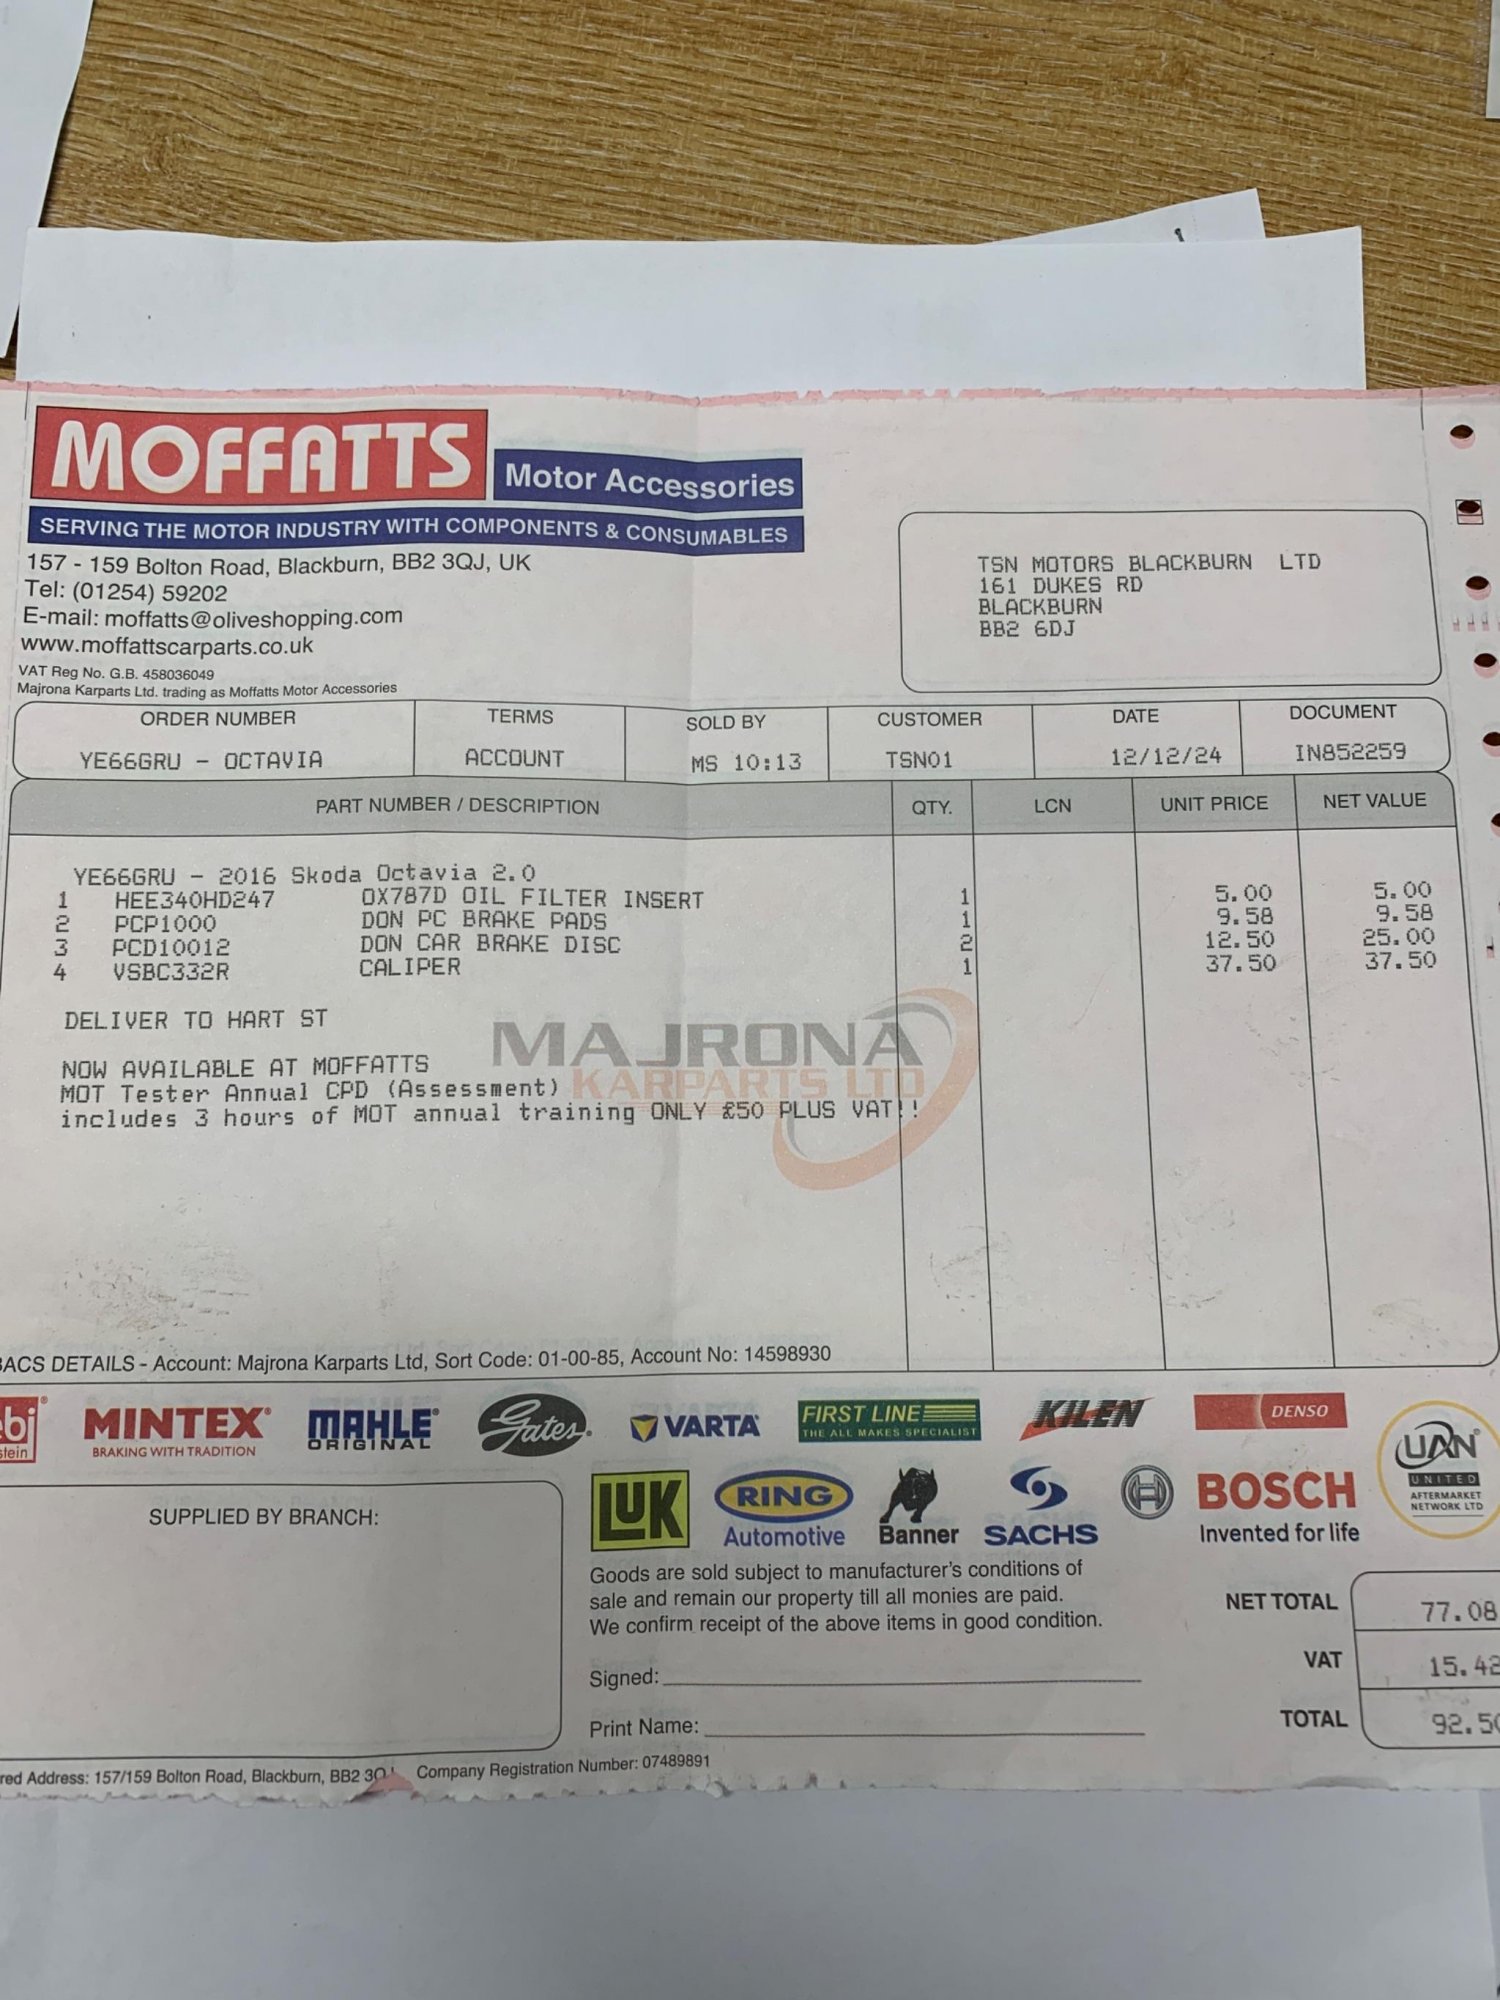 MOFFATTS
Motor Accessories
SERVING THE MOTOR INDUSTRY WITH COMPONENTS & CONSUMABLES
157 - 159 Bolton Road, Blackburn, BB2 3QJ, UK
Tel: (01254) 59202
E-mail: moffatts@oliveshopping.com
www.moffattscarparts.co.uk
VAT Reg No. G.B. 458036049
Majrona Karparts Ltd. trading as Moffatts Motor Accessories
TSN MOTORS BLACKBURN LTD
161 DUKES RD
BLACKBURN
BB2 6DJ
ORDER NUMBER TERMS SOLD BY CUSTOMER DATE DOCUMENT
YE66GRU - OCTAVIA ACCOUNT MS 10:13 TSN01 12/12/24 IN852259
PART NUMBER / DESCRIPTION QTY. LCN UNIT PRICE NET VALUE
YE66GRU - 2016 Skoda Octavia 2.0
1 HEE340HD247 OX787D OIL FILTER INSERT 1 5.00 5.00
2 PCP1000 DON PC BRAKE PADS 1 9.58 9.58
3 PCD10012 DON CAR BRAKE DISC 2 12.50 25.00
4 VSBC332R CALIPER 1 37.50 37.50
DELIVER TO HART ST
MAJRONA
KARPARTS LTD
NOW AVAILABLE AT MOFFATTS
MOT Tester Annual CPD (Assessment)
includes 3 hours of MOT annual training ONLY £50 PLUS VAT!!
BACS DETAILS - Account: Majrona Karparts Ltd, Sort Code: 01-00-85, Account No: 14598930
ebi
stein
MINTEX
BRAKING WITH TRADITION
MAHLE
ORIGINAL
Gates
VARTA
FIRST LINE
THE ALL MAKES SPECIALIST
KILEN
DENSO
UAN
UNITED
AFTERMARKET
NETWORK LTD
LUK
RING
Automotive
Banner
SACHS
BOSCH
Invented for life
SUPPLIED BY BRANCH:
Goods are sold subject to manufacturer's conditions of
sale and remain our property till all monies are paid.
We confirm receipt of the above items in good condition.
Signed:
Print Name:
NET TOTAL 77.08
VAT 15.42
TOTAL 92.50
red Address: 157/159 Bolton Road, Blackburn, BB2 3QJ Company Registration Number: 07489891